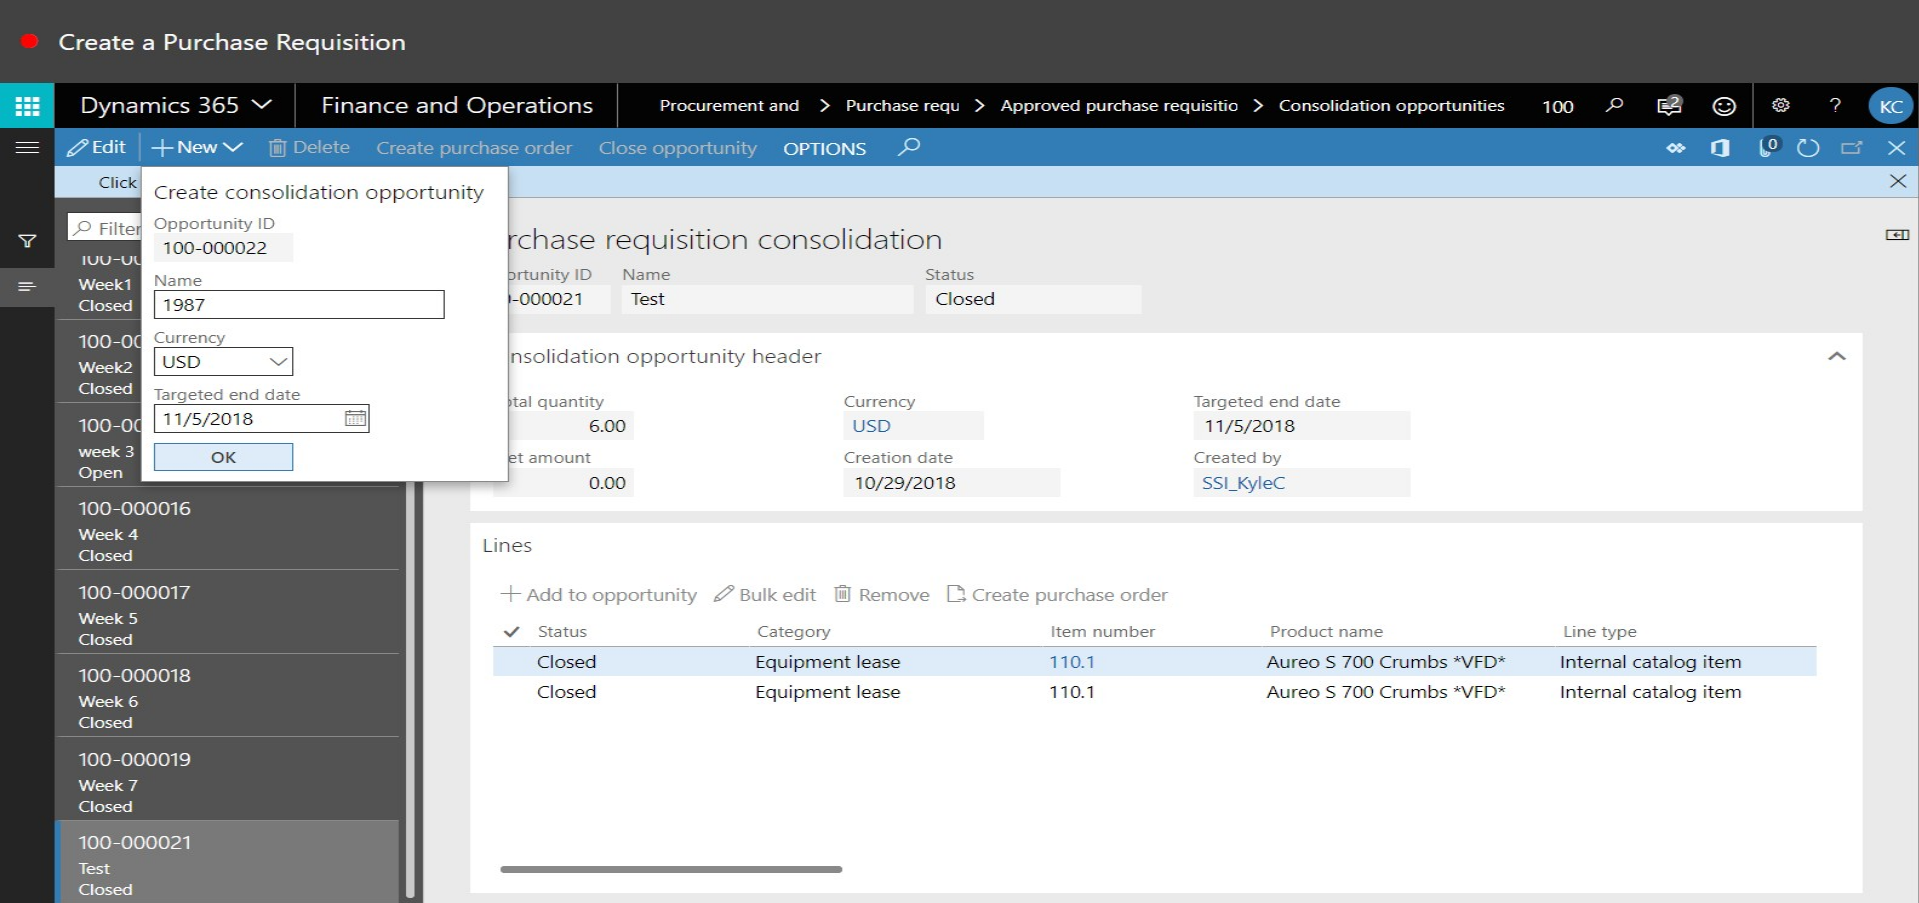 Create a Purchase Requisition
Dynamics 365
Finance and Operations
Procurement and > Purchase requ > Approved purchase requisitio > Consolidation opportunities
100
2
?
KC
Edit
New
Delete
Create purchase order
Close opportunity
OPTIONS
0
Click
Create consolidation opportunity
Opportunity ID
100-000022
Name
1987
Currency
USD
Targeted end date
11/5/2018
OK
Filter
Week1
Closed
100-00
Week2
Closed
100-00
week 3
Open
100-000016
Week 4
Closed
100-000017
Week 5
Closed
100-000018
Week 6
Closed
100-000019
Week 7
Closed
100-000021
Test
Closed
rchase requisition consolidation
ortunity ID
Name
Status
-000021
Test
Closed
nsolidation opportunity header
tal quantity
Currency
Targeted end date
6.00
USD
11/5/2018
et amount
Creation date
Created by
0.00
10/29/2018
SSI_KyleC
Lines
Add to opportunity
Bulk edit
Remove
Create purchase order
Status
Category
Item number
Product name
Line type
Closed
Equipment lease
110.1
Aureo S 700 Crumbs *VFD*
Internal catalog item
Closed
Equipment lease
110.1
Aureo S 700 Crumbs *VFD*
Internal catalog item